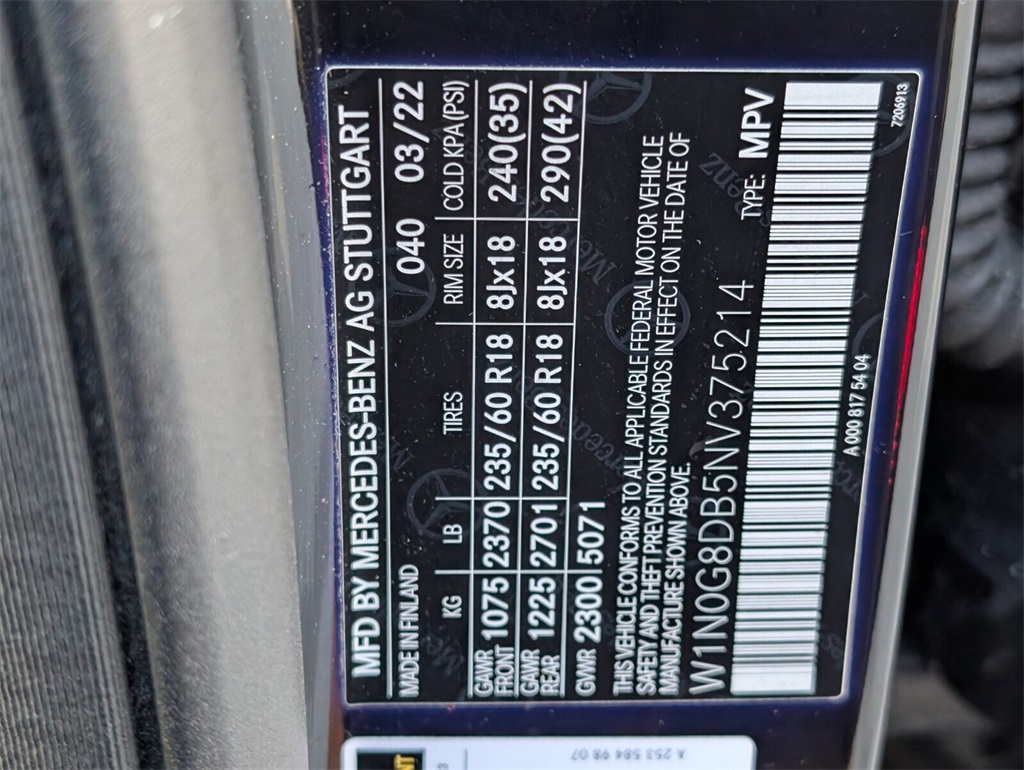 MFD BY MERCEDES-BENZ AG STUTTGART
MADE IN FINLAND 040 03/22
KG LB TIRES RIM SIZE COLD KPA (PSI)
GAWR FRONT 1075 2370 235/60 R18 8Jx18 240(35)
GAWR REAR 1225 2701 235/60 R18 8Jx18 290(42)
GVWR 2300 5071
THIS VEHICLE CONFORMS TO ALL APPLICABLE FEDERAL MOTOR VEHICLE
SAFETY AND THEFT PREVENTION STANDARDS IN EFFECT ON THE DATE OF
MANUFACTURE SHOWN ABOVE.
W1N0G8DB5NV375214 TYPE: MPV
A 000 817 54 04
7206913
A 253 584 98 07